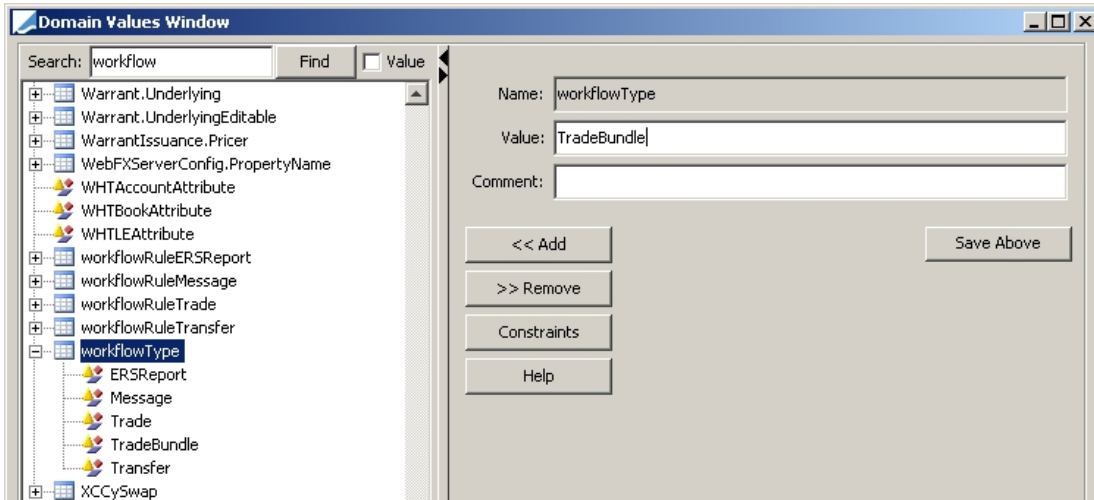 Domain Values Window
Search: workflow Find Value
Warrant.Underlying
Warrant.UnderlyingEditable
WarrantIssuance.Pricer
WebFXServerConfig.PropertyName
WHTAccountAttribute
WHTBookAttribute
WHTLEAttribute
workflowRuleERSReport
workflowRuleMessage
workflowRuleTrade
workflowRuleTransfer
workflowType
ERSReport
Message
Trade
TradeBundle
Transfer
XCCySwap
Name: workflowType
Value: TradeBundle
Comment:
<< Add Save Above
>> Remove
Constraints
Help